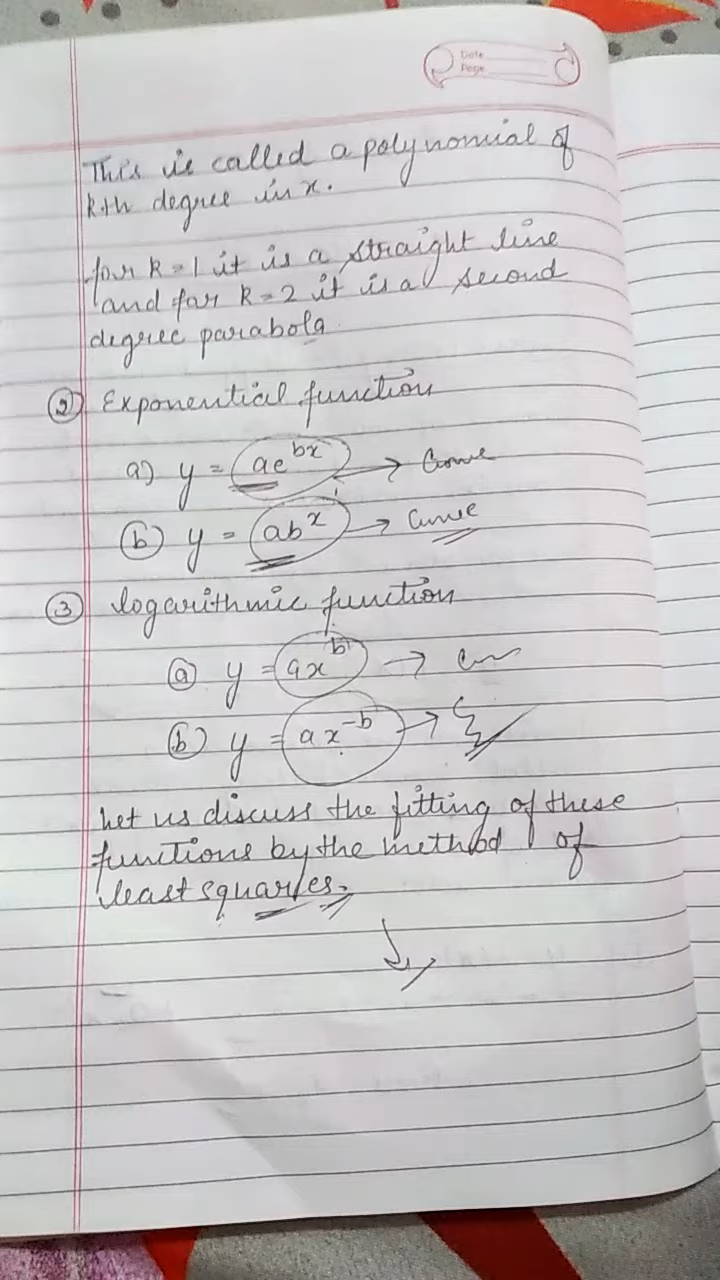 Date
Page
This is called a polynomial of
kth degree in x.
for k = 1 it is a straight line
and for k = 2 it is a second
degree parabola
② Exponential function
a) y = ae^{bx} → Curve
ⓑ y = ab^x → Curve
③ logarithmic function
ⓐ y = ax^b →
ⓑ y = ax^{-b} →
Let us discuss the fitting of these
functions by the method of
least squares.